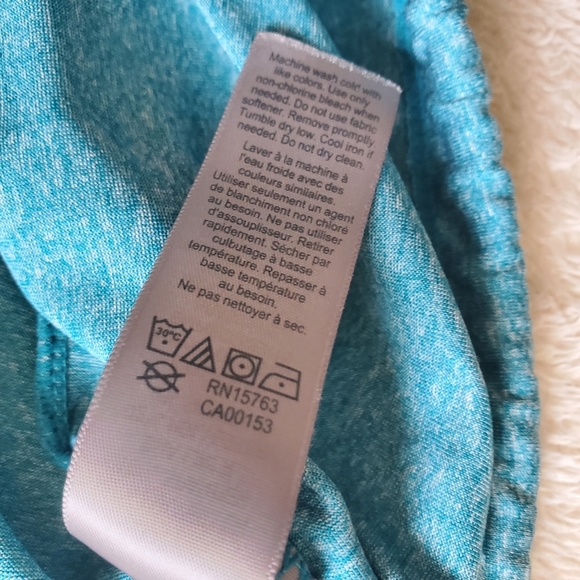 Machine wash cold with
like colors. Use only
non-chlorine bleach when
needed. Do not use fabric
softener. Remove promptly.
Tumble dry low. Cool iron if
needed. Do not dry clean.
Laver à la machine à
l'eau froide avec des
couleurs similaires.
Utiliser seulement un agent
de blanchiment non chloré
au besoin. Ne pas utiliser
d'assouplisseur. Retirer
rapidement. Sécher par
culbutage à basse
température. Repasser à
basse température
au besoin.
Ne pas nettoyer à sec.
30°C
RN15763
CA00153